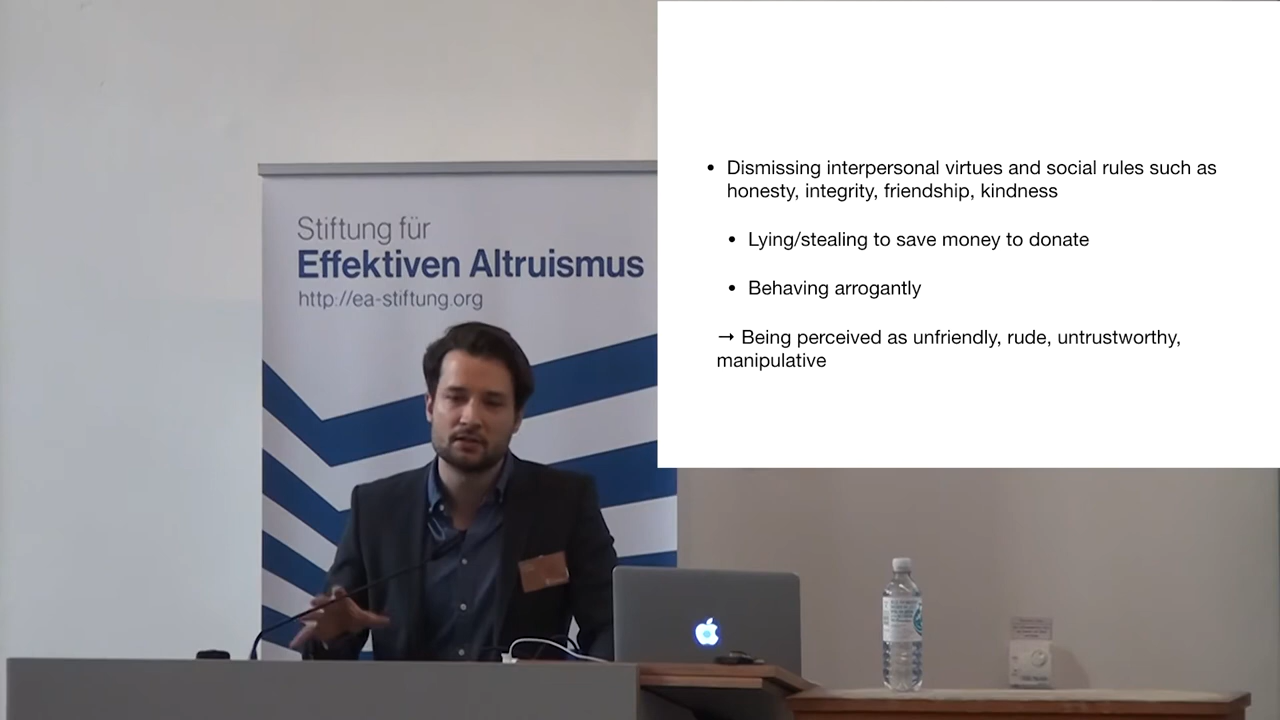 Stiftung für
Effektiven Altruismus
http://ea-stiftung.org
• Dismissing interpersonal virtues and social rules such as
honesty, integrity, friendship, kindness
• Lying/stealing to save money to donate
• Behaving arrogantly
→ Being perceived as unfriendly, rude, untrustworthy,
manipulative